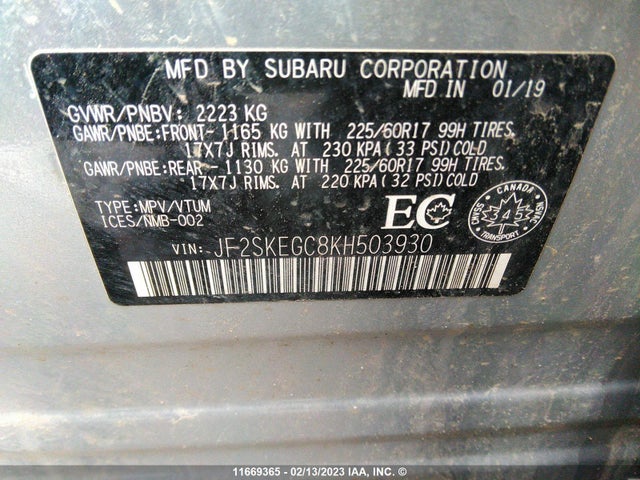 MFD BY SUBARU CORPORATION
MFD IN 01/19
GVWR/PNBV: 2223 KG
GAWR/PNBE:FRONT- 1165 KG WITH 225/60R17 99H TIRES.
17X7J RIMS. AT 230 KPA (33 PSI) COLD
GAWR/PNBE:REAR - 1130 KG WITH 225/60R17 99H TIRES.
17X7J RIMS. AT 220 KPA (32 PSI) COLD
TYPE:MPV/VTUM
ICES/NMB-002
EC
CANADA
345
TRANSPORT
VIN: JF2SKEGC8KH503930
11669365 - 02/13/2023 IAA, INC. ©